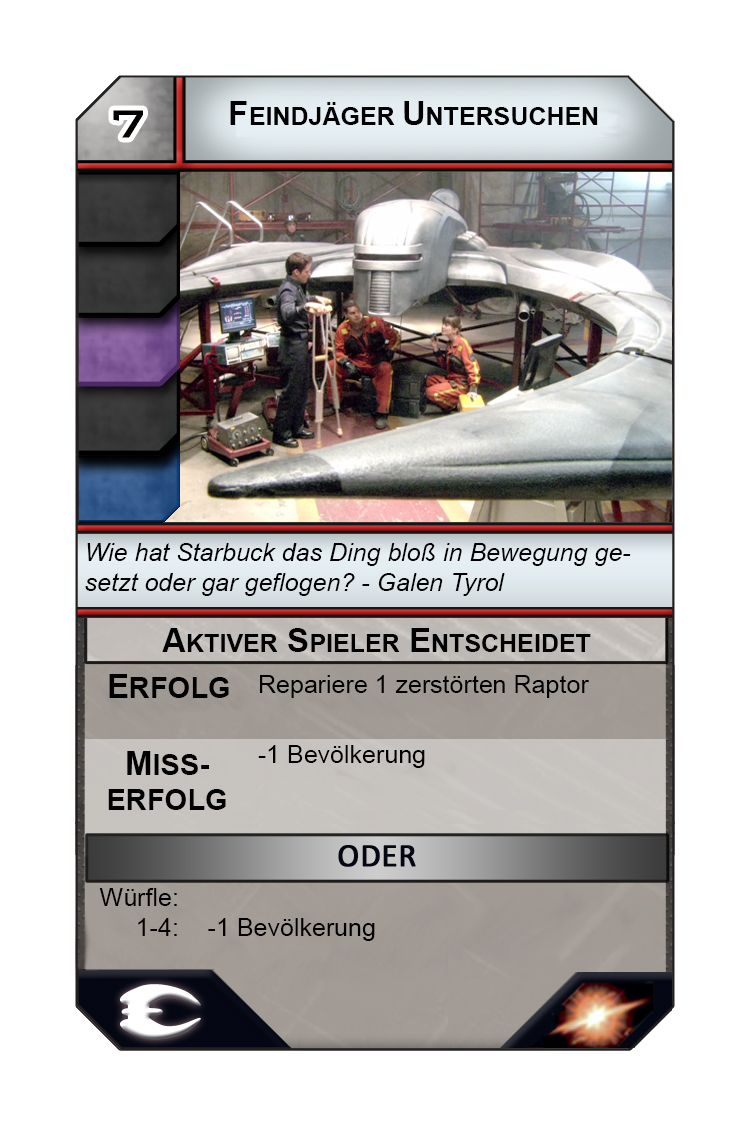 7
FEINDJÄGER UNTERSUCHEN
Wie hat Starbuck das Ding bloß in Bewegung ge-
setzt oder gar geflogen? - Galen Tyrol
AKTIVER SPIELER ENTSCHEIDET
ERFOLG Repariere 1 zerstörten Raptor
MISS- -1 Bevölkerung
ERFOLG
ODER
Würfle:
1-4: -1 Bevölkerung